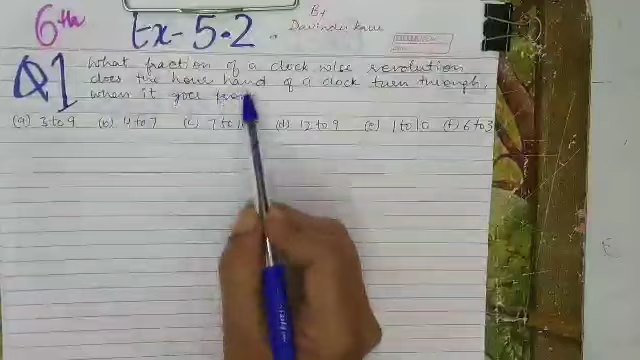 6th
Ex-5.2.
By
Davinder Kaur
Q1 What fraction of a clock wise revolution
does the hour hand of a clock turn through,
when it goes from
(a) 3 to 9 (b) 4 to 7 (c) 7 to (d) 12 to 9 (e) 1 to 10 (f) 6 to 3